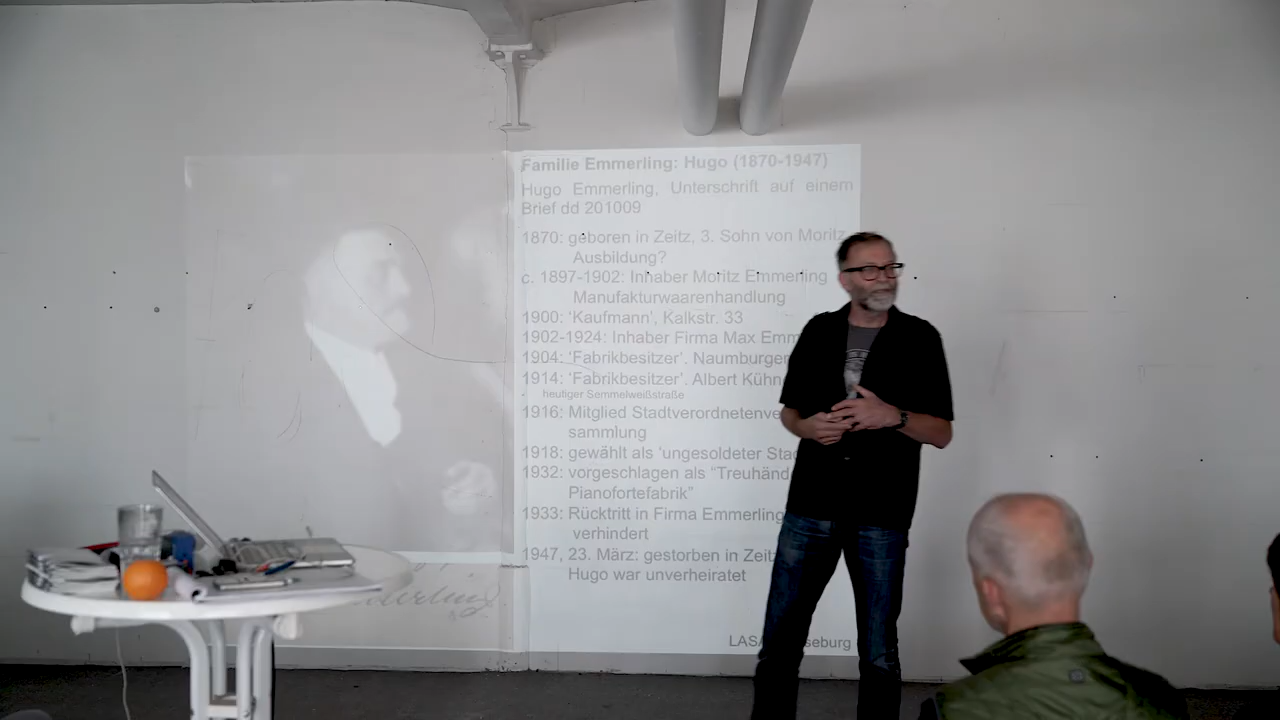 Familie Emmerling: Hugo (1870-1947)
Hugo Emmerling, Unterschrift auf einem
Brief dd 201009
1870: geboren in Zeitz, 3. Sohn von Moritz
Ausbildung?
c. 1897-1902: Inhaber Moritz Emmerling
Manufakturwaarenhandlung
1900: ‘Kaufmann’, Kalkstr. 33
1902-1924: Inhaber Firma Max Emm
1904: ‘Fabrikbesitzer’. Naumburger
1914: ‘Fabrikbesitzer’. Albert Kühn
heutiger Semmelweißstraße
1916: Mitglied Stadtverordnetenve
sammlung
1918: gewählt als ‘ungesoldeter Stad
1932: vorgeschlagen als “Treuhänd
Pianofortefabrik”
1933: Rücktritt in Firma Emmerling
verhindert
1947, 23. März: gestorben in Zeitz
Hugo war unverheiratet
LASA seburg